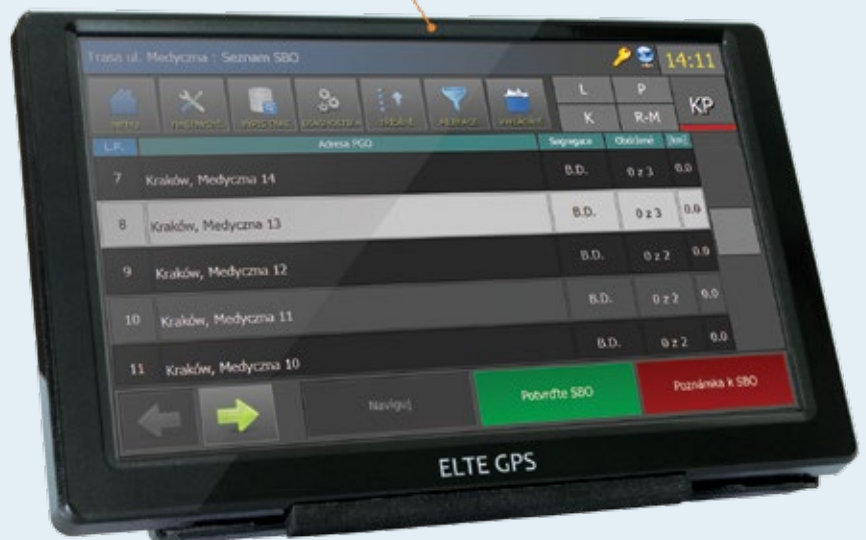 Trasa ul. Medyczna : Seznam SBO
14:11
MENU
L P
K R-M
KP
L.P. Adresa PGO Segregace Obdržené [km]
7 Kraków, Medyczna 14 B.D. 0 z 3 0.0
8 Kraków, Medyczna 13 B.D. 0 z 3 0.0
9 Kraków, Medyczna 12 B.D. 0 z 2 0.0
10 Kraków, Medyczna 11 B.D. 0 z 2 0.0
11 Kraków, Medyczna 10 B.D. 0 z 2 0.0
Naviguj
Potvrďte SBO
Poznámka k SBO
ELTE GPS